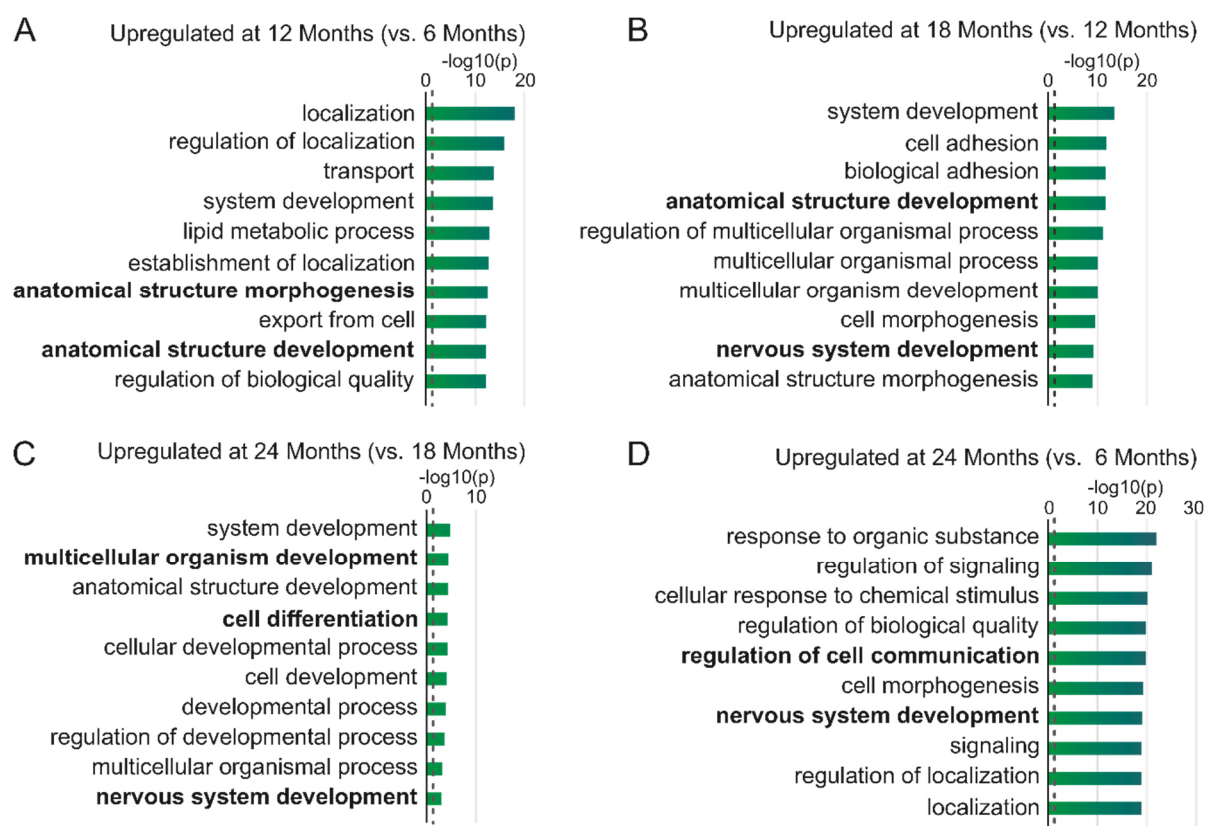 A
Upregulated at 12 Months (vs. 6 Months)
-log10(p)
0 10 20
localization
regulation of localization
transport
system development
lipid metabolic process
establishment of localization
anatomical structure morphogenesis
export from cell
anatomical structure development
regulation of biological quality
B
Upregulated at 18 Months (vs. 12 Months)
-log10(p)
0 10 20
system development
cell adhesion
biological adhesion
anatomical structure development
regulation of multicellular organismal process
multicellular organismal process
multicellular organism development
cell morphogenesis
nervous system development
anatomical structure morphogenesis
C
Upregulated at 24 Months (vs. 18 Months)
-log10(p)
0 10
system development
multicellular organism development
anatomical structure development
cell differentiation
cellular developmental process
cell development
developmental process
regulation of developmental process
multicellular organismal process
nervous system development
D
Upregulated at 24 Months (vs. 6 Months)
-log10(p)
0 10 20 30
response to organic substance
regulation of signaling
cellular response to chemical stimulus
regulation of biological quality
regulation of cell communication
cell morphogenesis
nervous system development
signaling
regulation of localization
localization